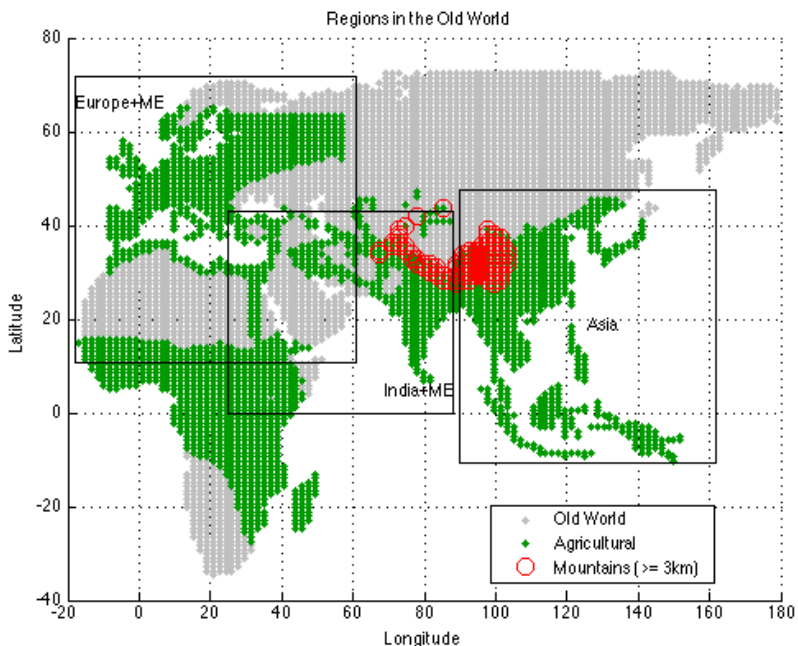 Regions in the Old World
80
60
40
20
0
-20
-40
Latitude
Europe+ME
Asia
India+ME
Old World
Agricultural
Mountains (>= 3km)
-20 0 20 40 60 80 100 120 140 160 180
Longitude